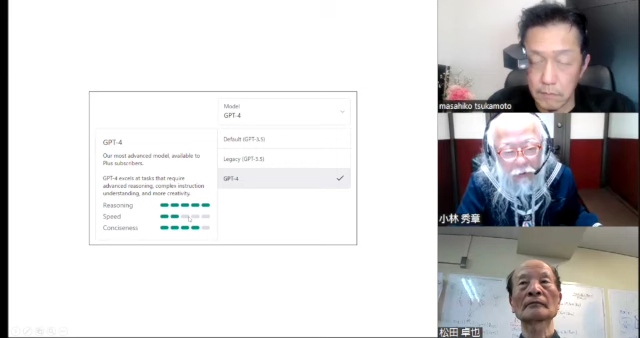 Model
GPT-4
GPT-4
Our most advanced model, available to
Plus subscribers.
GPT-4 excels at tasks that require
advanced reasoning, complex instruction
understanding, and more creativity.
Reasoning
Speed
Conciseness
Default (GPT-3.5)
Legacy (GPT-3.5)
GPT-4
masahiko tsukamoto
小林 秀章
松田 卓也